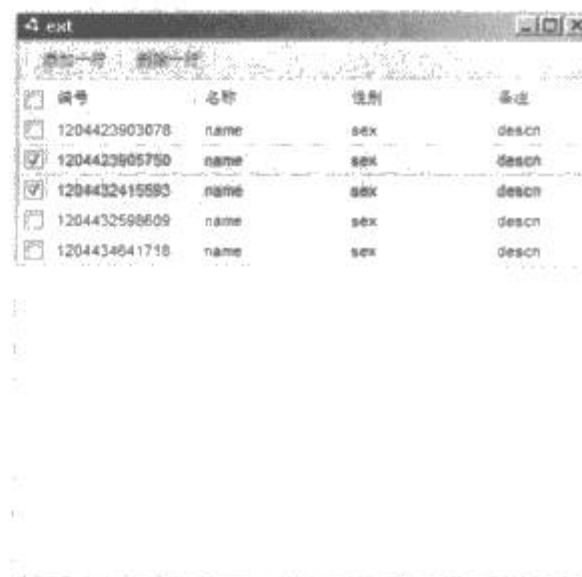 ext
添加一行 删除一行
编号 名称 性别 备注
1204423903078 name sex descn
1204423905750 name sex descn
1204432415593 name sex descn
1204432598609 name sex descn
1204434641718 name sex descn